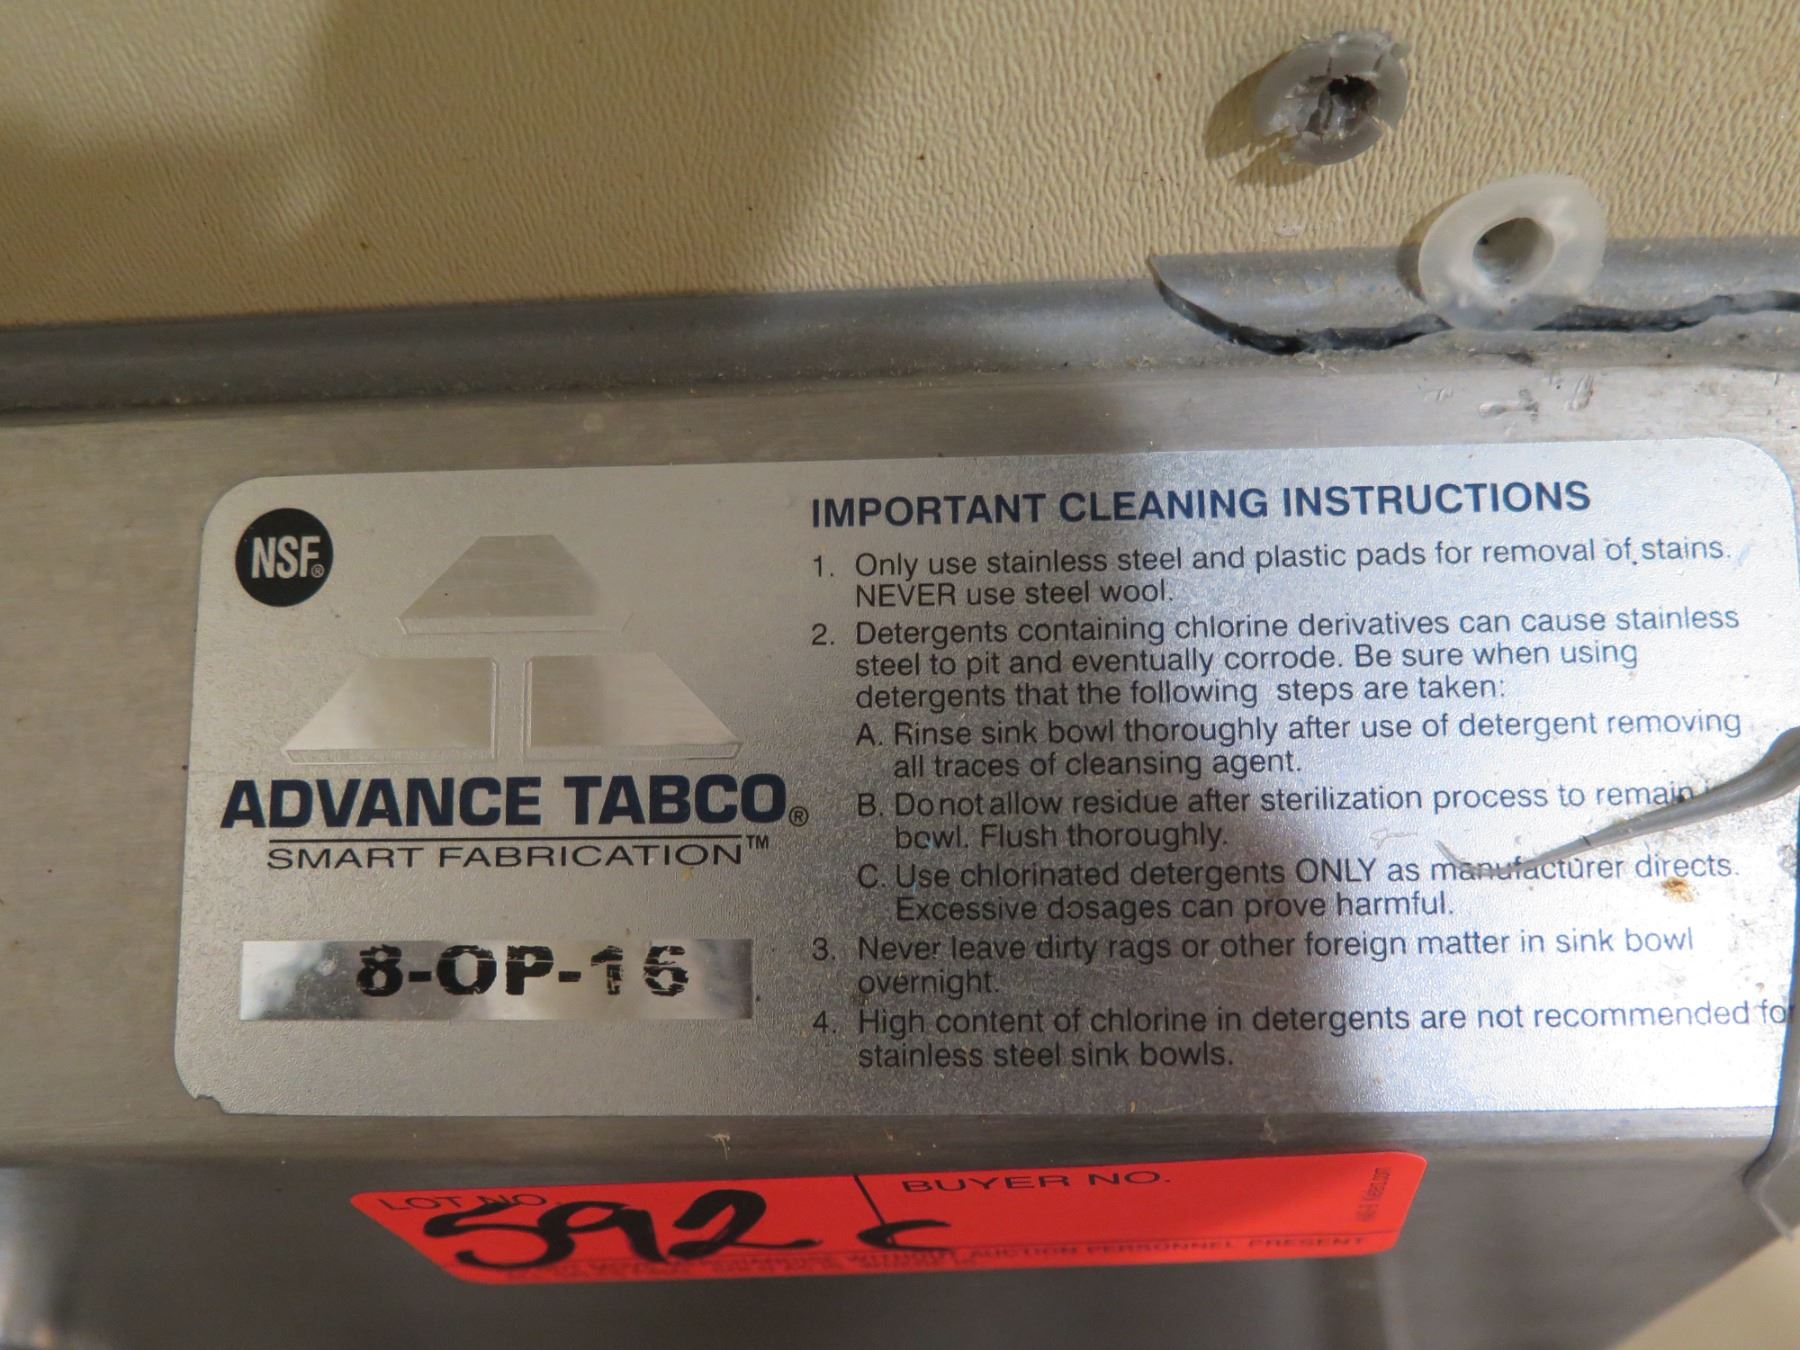 NSF®
ADVANCE TABCO®
SMART FABRICATION™
8-OP-16
IMPORTANT CLEANING INSTRUCTIONS
1. Only use stainless steel and plastic pads for removal of stains.
NEVER use steel wool.
2. Detergents containing chlorine derivatives can cause stainless
steel to pit and eventually corrode. Be sure when using
detergents that the following steps are taken:
A. Rinse sink bowl thoroughly after use of detergent removing
all traces of cleansing agent.
B. Do not allow residue after sterilization process to remain
bowl. Flush thoroughly.
C. Use chlorinated detergents ONLY as manufacturer directs.
Excessive dosages can prove harmful.
3. Never leave dirty rags or other foreign matter in sink bowl
overnight.
4. High content of chlorine in detergents are not recommended for
stainless steel sink bowls.
LOT NO. BUYER NO.
592 C
WITHOUT AUCTION PERSONNEL PRESENT